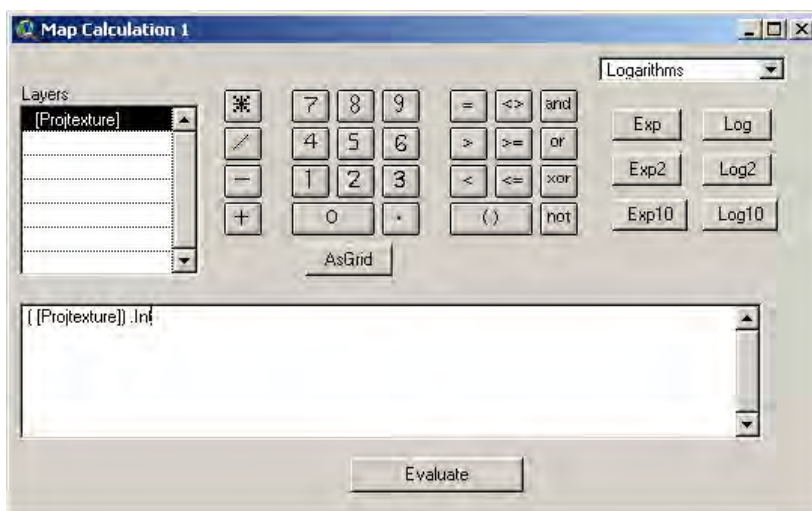 Map Calculation 1
Logarithms
Layers
[Projtexture]
* 7 8 9 = <> and
/ 4 5 6 > >= or
- 1 2 3 < <= xor
+ 0 . ( ) not
Exp Log
Exp2 Log2
Exp10 Log10
AsGrid
( [Projtexture]) .Int
Evaluate